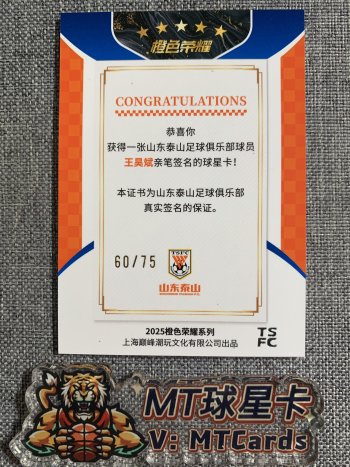 橙色荣耀
CONGRATULATIONS
恭喜你
获得一张山东泰山足球俱乐部球员
王昊斌亲笔签名的球星卡！
本证书为山东泰山足球俱乐部
真实签名的保证。
60/75
TSFC
山东泰山
SHANDONG TAISHAN F.C.
2025橙色荣耀系列
上海巅峰潮玩文化有限公司出品
TS
FC
MT球星卡
V: MTCards